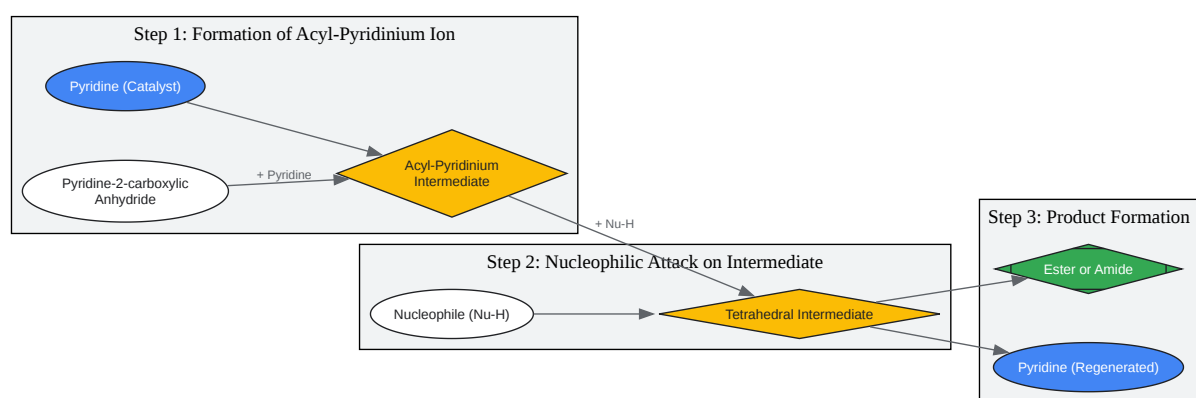 Step 1: Formation of Acyl-Pyridinium Ion
Pyridine (Catalyst)
Pyridine-2-carboxylic
Anhydride
+ Pyridine
Acyl-Pyridinium
Intermediate
+ Nu-H
Step 2: Nucleophilic Attack on Intermediate
Nucleophile (Nu-H)
Tetrahedral Intermediate
Step 3: Product Formation
Ester or Amide
Pyridine (Regenerated)